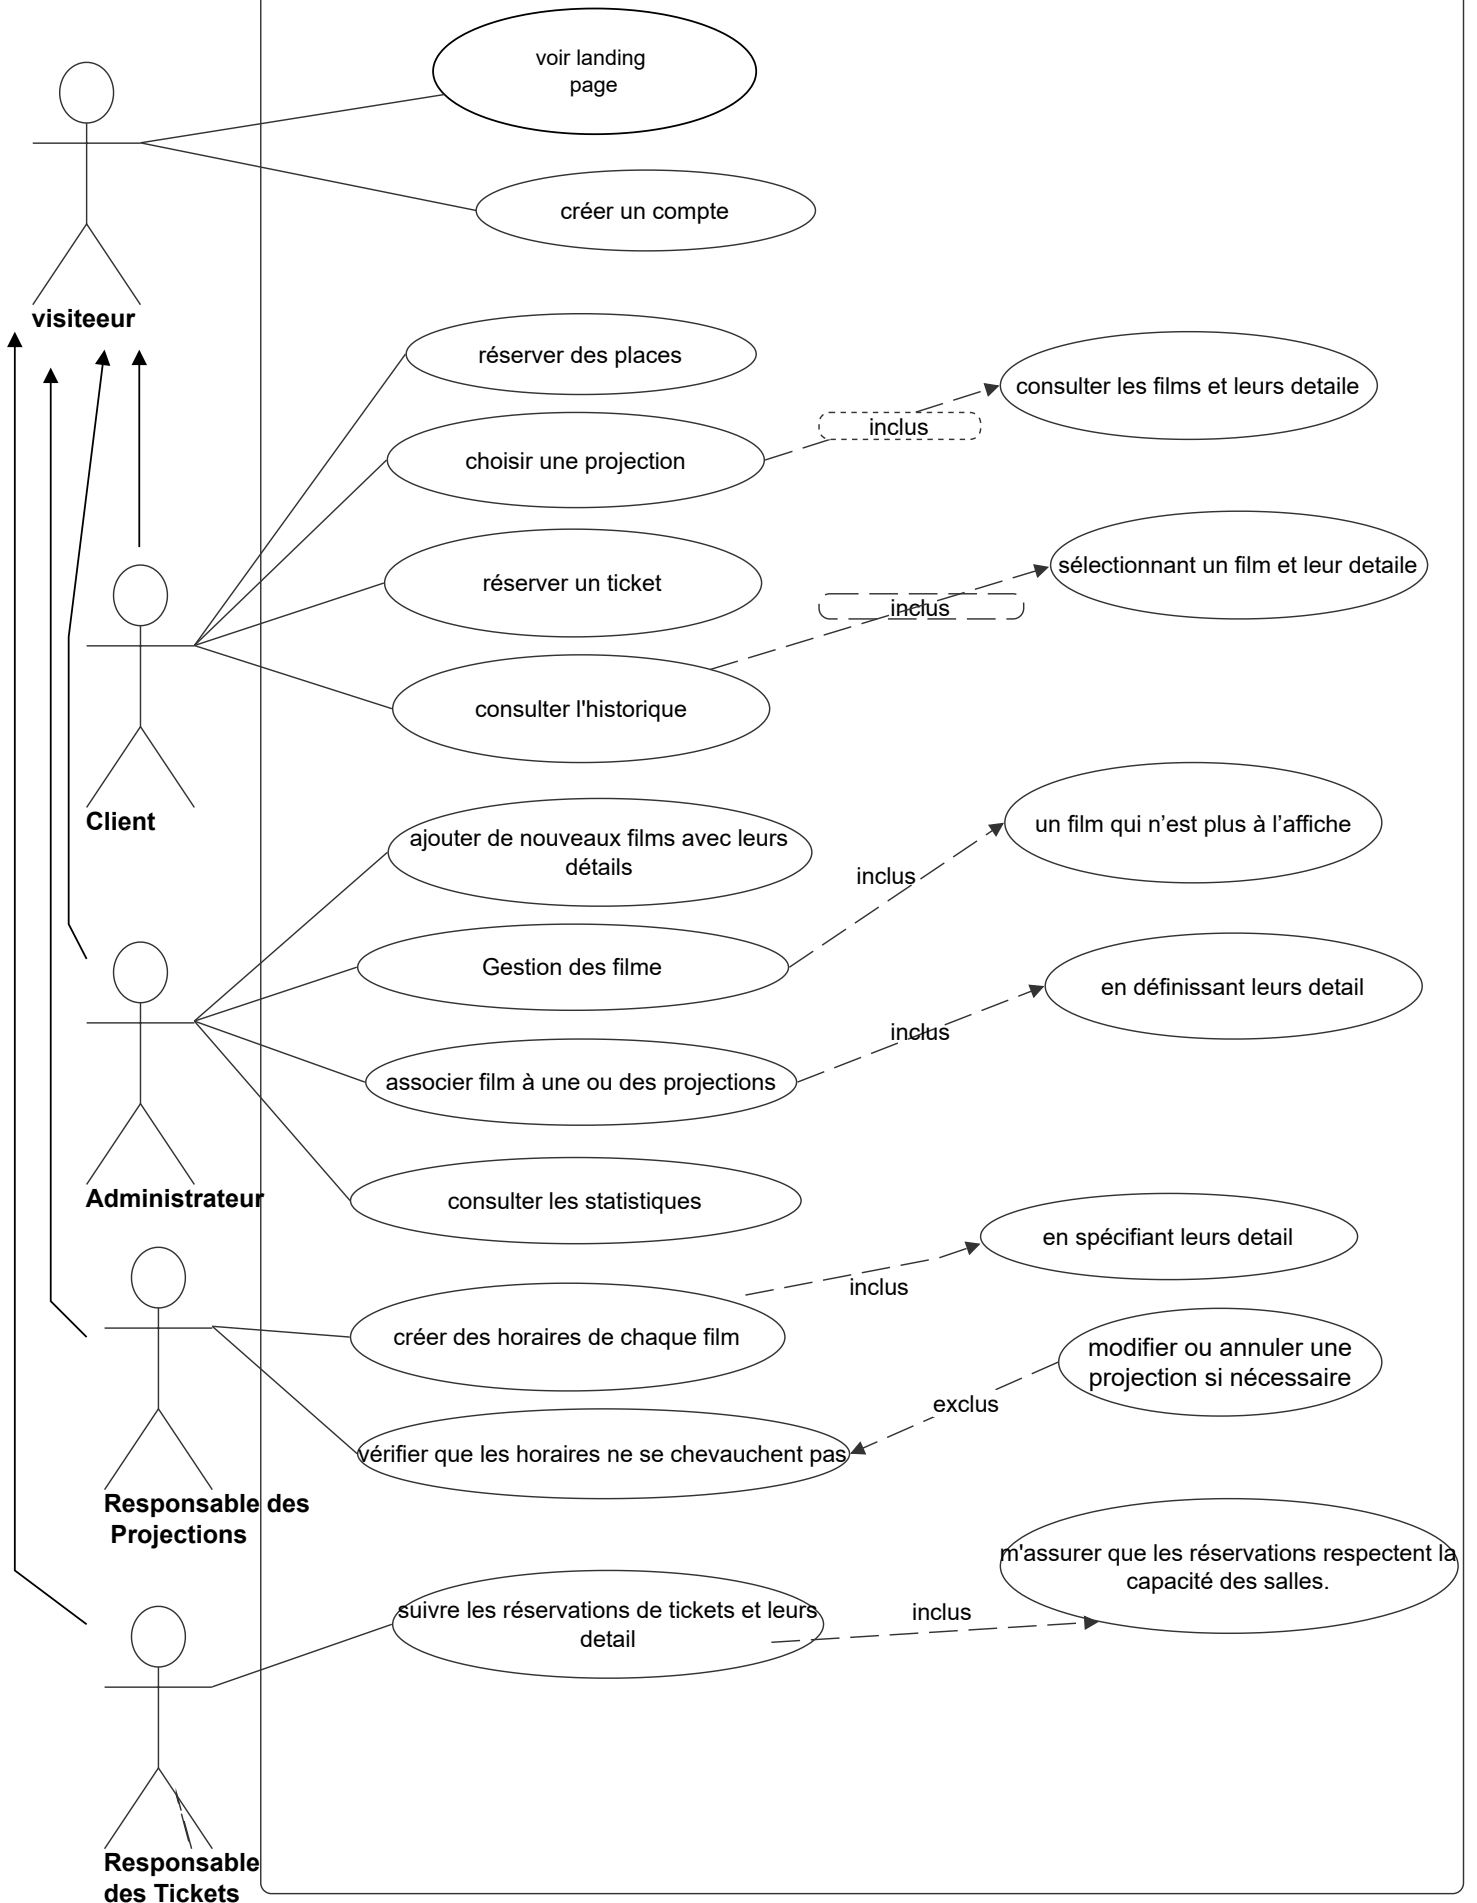 voir landing
page
créer un compte
visiteeur
réserver des places
consulter les films et leurs detaile
inclus
choisir une projection
sélectionnant un film et leur detaile
réserver un ticket
inclus
consulter l'historique
Client
un film qui n’est plus à l’affiche
ajouter de nouveaux films avec leurs
détails
inclus
Gestion des filme
en définissant leurs detail
inclus
associer film à une ou des projections
Administrateur
consulter les statistiques
en spécifiant leurs detail
inclus
créer des horaires de chaque film
modifier ou annuler une
projection si nécessaire
exclus
vérifier que les horaires ne se chevauchent pas
Responsable des
Projections
m'assurer que les réservations respectent la
capacité des salles.
suivre les réservations de tickets et leurs
detail
inclus
Responsable
des Tickets